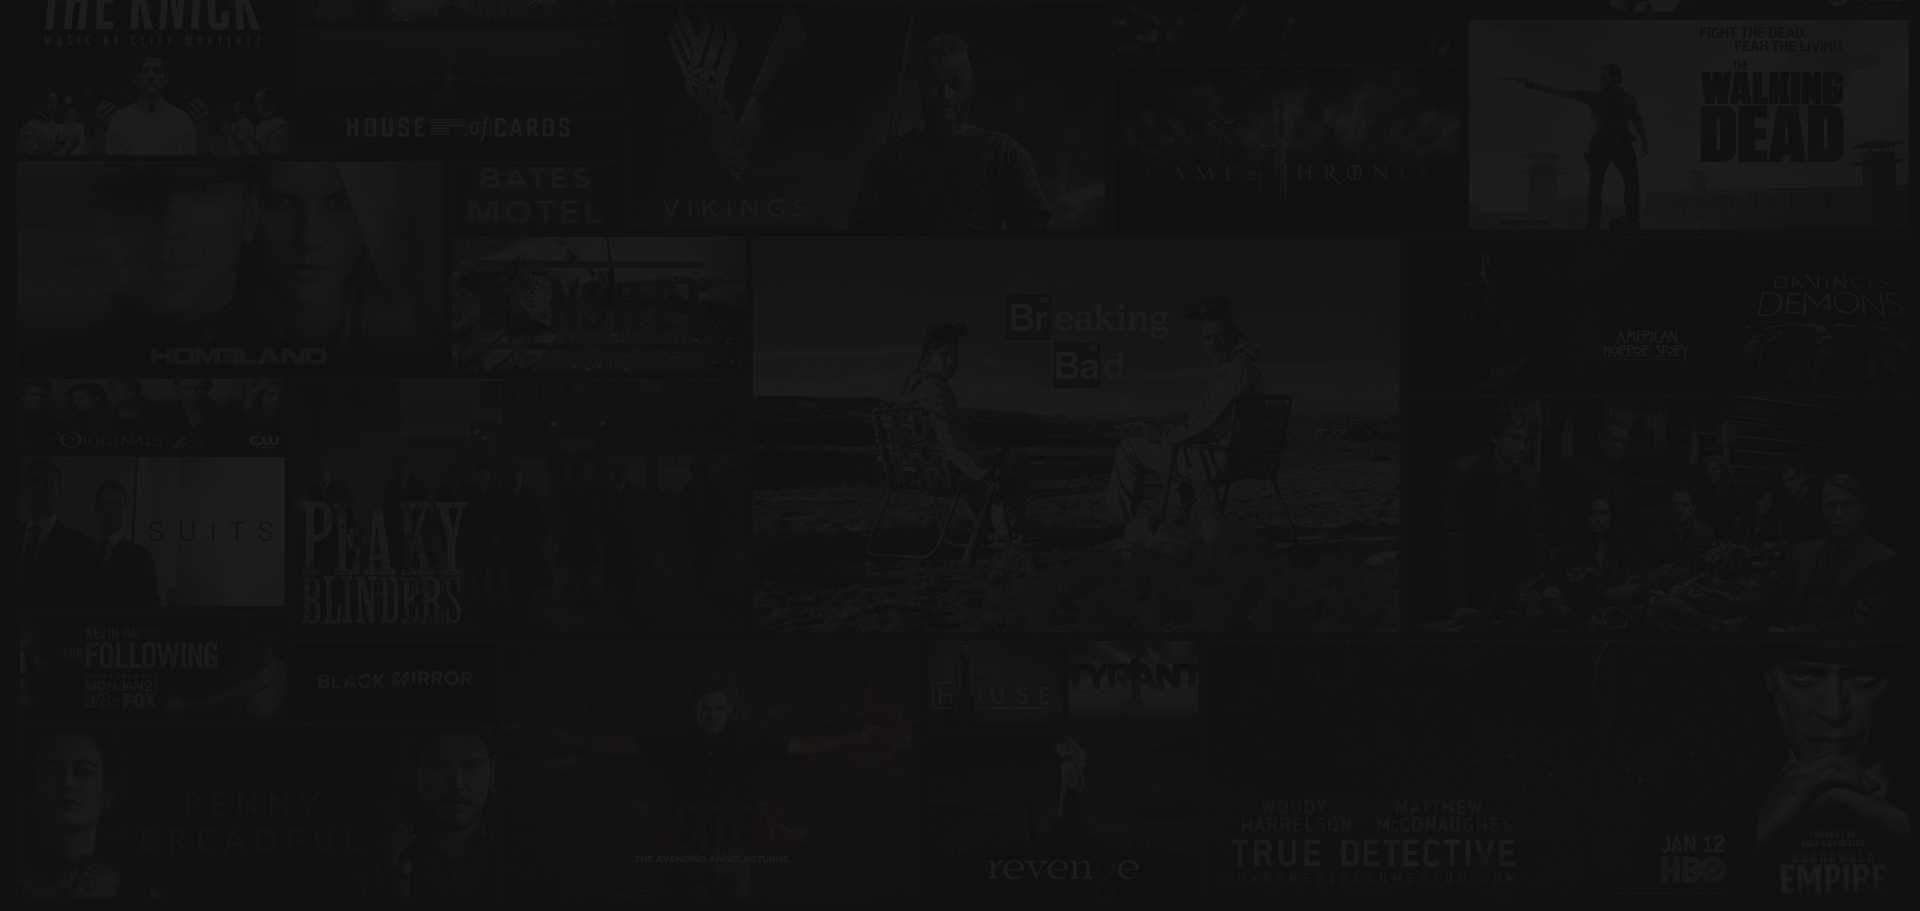 THE KNICK
MUSIC BY CLIFF MARTINEZ
HOUSE of CARDS
VIKINGS
GAME OF THRONES
FIGHT THE DEAD.
FEAR THE LIVING.
THE
WALKING
DEAD
HOMELAND
BATES
MOTEL
BANSHEE
Breaking
Bad
AMERICAN
HORROR STORY
DAVINCI'S
DEMONS
ORIGINALS
CW
SUITS
PEAKY
BLINDERS
KEVIN BACON
THE FOLLOWING
MON JAN 21
9/8c FOX
BLACK MIRROR
PENNY
DREADFUL
DEXTER
THE AVENGING ANGEL RETURNS
HOUSE
TYRANT
revenge
WOODY
HARRELSON
MATTHEW
McCONAUGHEY
TRUE DETECTIVE
DARKNESSBECOMESYOU.COM
JAN 12
HBO
BOARDWALK
EMPIRE